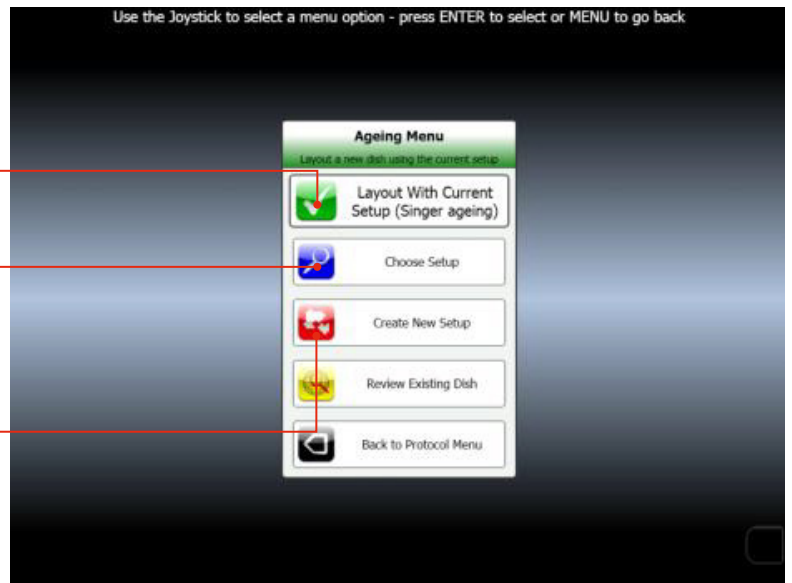 Use the Joystick to select a menu option - press ENTER to select or MENU to go back
Ageing Menu
Layout a new dish using the current setup
Layout With Current
Setup (Singer ageing)
Choose Setup
Create New Setup
Review Existing Dish
Back to Protocol Menu